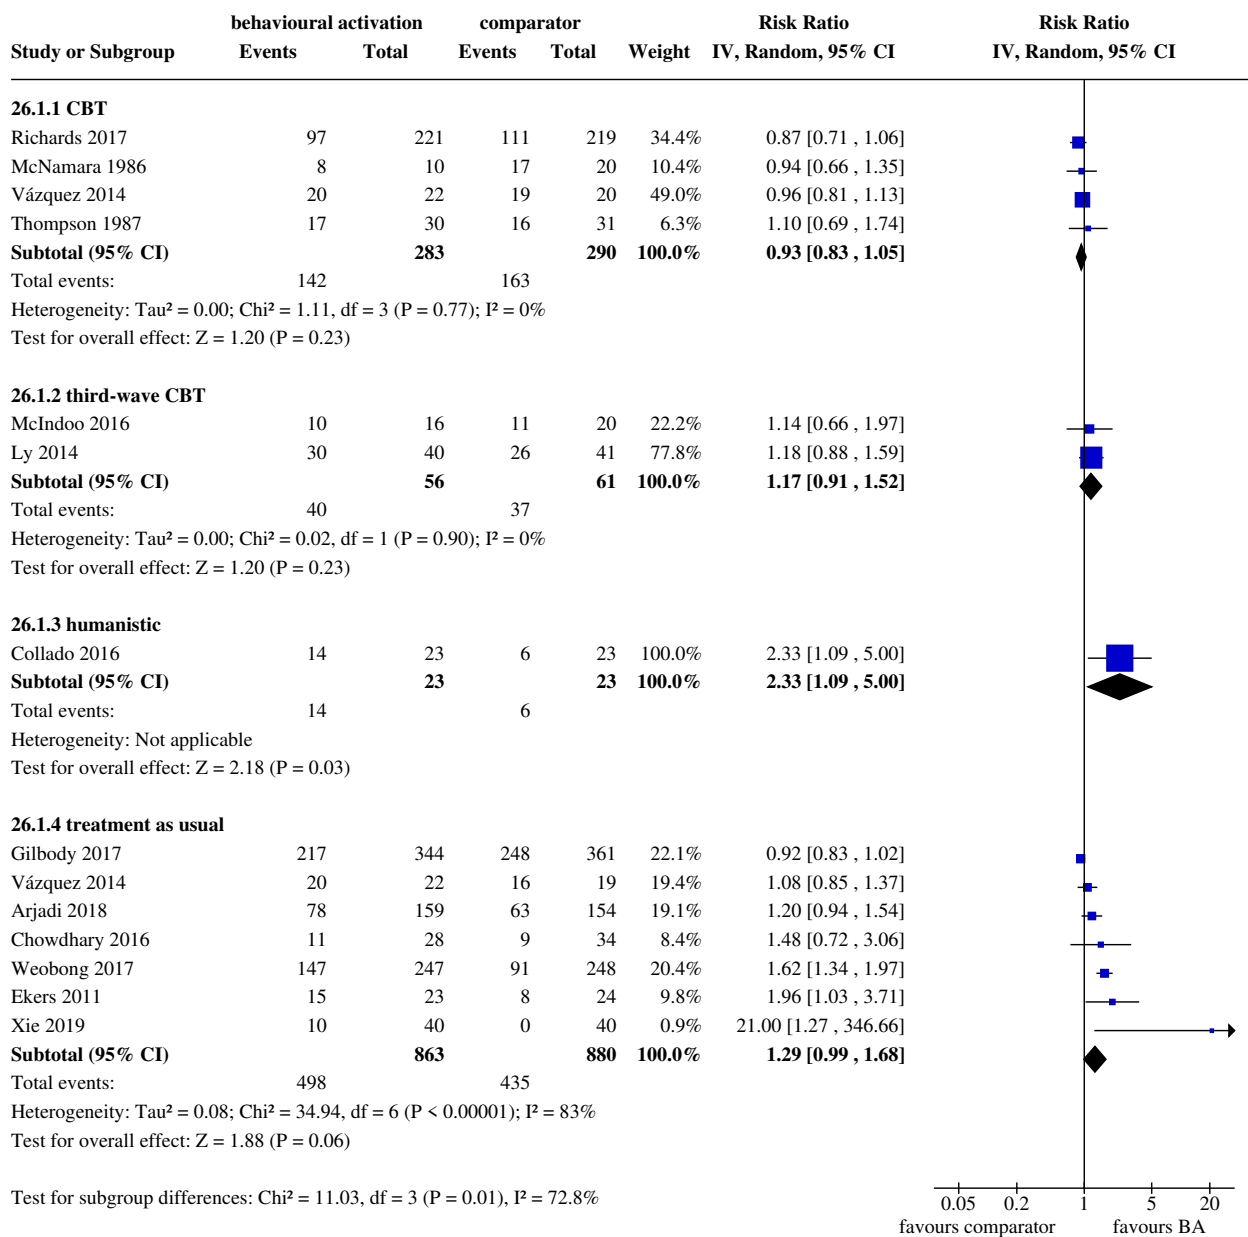 behavioural activation comparator Risk Ratio Risk Ratio
Study or Subgroup Events Total Events Total Weight IV, Random, 95% CI IV, Random, 95% CI
26.1.1 CBT
Richards 2017 97 221 111 219 34.4% 0.87 [0.71 , 1.06]
McNamara 1986 8 10 17 20 10.4% 0.94 [0.66 , 1.35]
Vázquez 2014 20 22 19 20 49.0% 0.96 [0.81 , 1.13]
Thompson 1987 17 30 16 31 6.3% 1.10 [0.69 , 1.74]
Subtotal (95% CI) 283 290 100.0% 0.93 [0.83 , 1.05]
Total events: 142 163
Heterogeneity: Tau² = 0.00; Chi² = 1.11, df = 3 (P = 0.77); I² = 0%
Test for overall effect: Z = 1.20 (P = 0.23)
26.1.2 third-wave CBT
McIndoo 2016 10 16 11 20 22.2% 1.14 [0.66 , 1.97]
Ly 2014 30 40 26 41 77.8% 1.18 [0.88 , 1.59]
Subtotal (95% CI) 56 61 100.0% 1.17 [0.91 , 1.52]
Total events: 40 37
Heterogeneity: Tau² = 0.00; Chi² = 0.02, df = 1 (P = 0.90); I² = 0%
Test for overall effect: Z = 1.20 (P = 0.23)
26.1.3 humanistic
Collado 2016 14 23 6 23 100.0% 2.33 [1.09 , 5.00]
Subtotal (95% CI) 23 23 100.0% 2.33 [1.09 , 5.00]
Total events: 14 6
Heterogeneity: Not applicable
Test for overall effect: Z = 2.18 (P = 0.03)
26.1.4 treatment as usual
Gilbody 2017 217 344 248 361 22.1% 0.92 [0.83 , 1.02]
Vázquez 2014 20 22 16 19 19.4% 1.08 [0.85 , 1.37]
Arjadi 2018 78 159 63 154 19.1% 1.20 [0.94 , 1.54]
Chowdhary 2016 11 28 9 34 8.4% 1.48 [0.72 , 3.06]
Weobong 2017 147 247 91 248 20.4% 1.62 [1.34 , 1.97]
Ekers 2011 15 23 8 24 9.8% 1.96 [1.03 , 3.71]
Xie 2019 10 40 0 40 0.9% 21.00 [1.27 , 346.66]
Subtotal (95% CI) 863 880 100.0% 1.29 [0.99 , 1.68]
Total events: 498 435
Heterogeneity: Tau² = 0.08; Chi² = 34.94, df = 6 (P < 0.00001); I² = 83%
Test for overall effect: Z = 1.88 (P = 0.06)
Test for subgroup differences: Chi² = 11.03, df = 3 (P = 0.01), I² = 72.8%
0.05 0.2 1 5 20
favours comparator favours BA